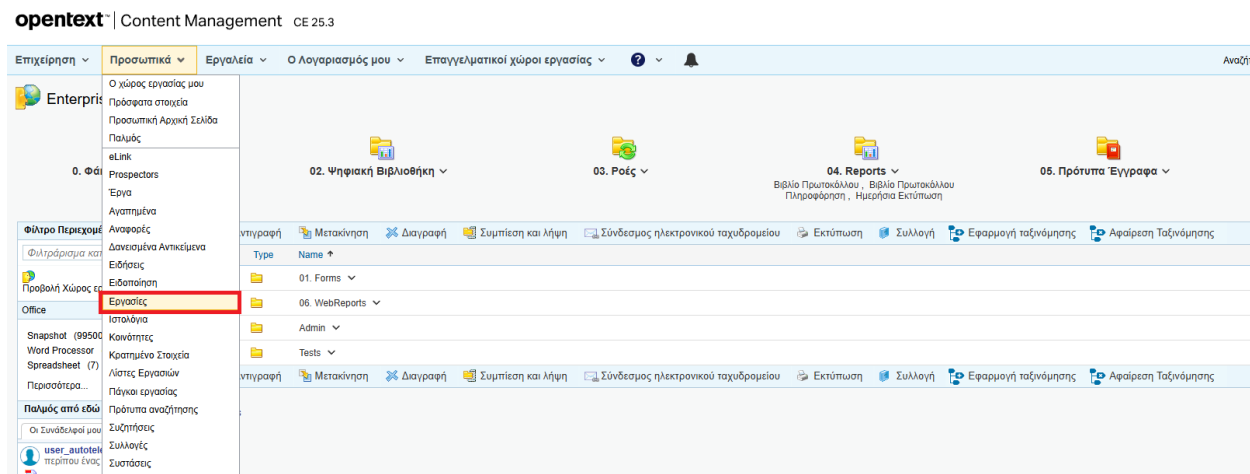 opentext™ | Content Management CE 25.3
Επιχείρηση Προσωπικά Εργαλεία Ο Λογαριασμός μου Επαγγελματικοί χώροι εργασίας ?
Ο χώρος εργασίας μου
Πρόσφατα στοιχεία
Προσωπική Αρχική Σελίδα
Παλμός
eLink
Prospectors
Έργα
Αγαπημένα
Αναφορές
Δανεισμένα Αντικείμενα
Ειδήσεις
Ειδοποίηση
Εργασίες
Ιστολόγια
Κοινότητες
Κρατημένο Στοιχεία
Λίστες Εργασιών
Πάγκοι εργασίας
Πρότυπα αναζήτησης
Συζητήσεις
Συλλογές
Συστάσεις
02. Ψηφιακή Βιβλιοθήκη
03. Ροές
04. Reports
Βιβλίο Πρωτοκόλλου , Βιβλίο Πρωτοκόλλου
Πληροφόρηση , Ημερήσια Εκτύπωση
05. Πρότυπα Έγγραφα
Μετακίνηση Διαγραφή Συμπίεση και λήψη Σύνδεσμος ηλεκτρονικού ταχυδρομείου Εκτύπωση Συλλογή Εφαρμογή ταξινόμησης Αφαίρεση Ταξινόμησης
Type Name
01. Forms
06. WebReports
Admin
Tests
Μετακίνηση Διαγραφή Συμπίεση και λήψη Σύνδεσμος ηλεκτρονικού ταχυδρομείου Εκτύπωση Συλλογή Εφαρμογή ταξινόμησης Αφαίρεση Ταξινόμησης
Προβολή Χώρος
Office
Snapshot (99500
Word Processor
Spreadsheet (7)
Περισσότερα...
Παλμός από εδώ
Οι Συνάδελφοί μου
περίπου ένας